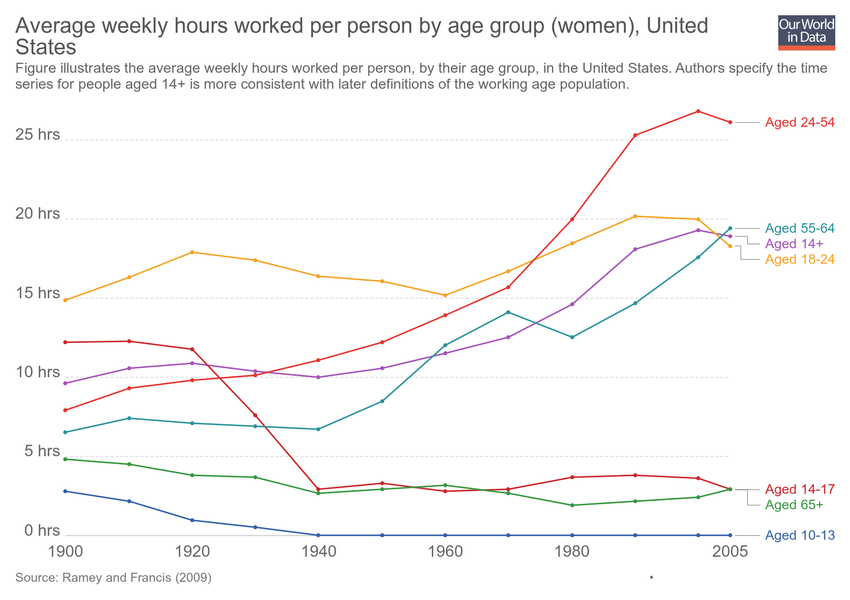 Average weekly hours worked per person by age group (women), United
States
Our World
in Data
Figure illustrates the average weekly hours worked per person, by their age group, in the United States. Authors specify the time
series for people aged 14+ is more consistent with later definitions of the working age population.
25 hrs
20 hrs
15 hrs
10 hrs
5 hrs
0 hrs
Aged 24-54
Aged 55-64
Aged 14+
Aged 18-24
Aged 14-17
Aged 65+
Aged 10-13
1900
1920
1940
1960
1980
2005
Source: Ramey and Francis (2009)